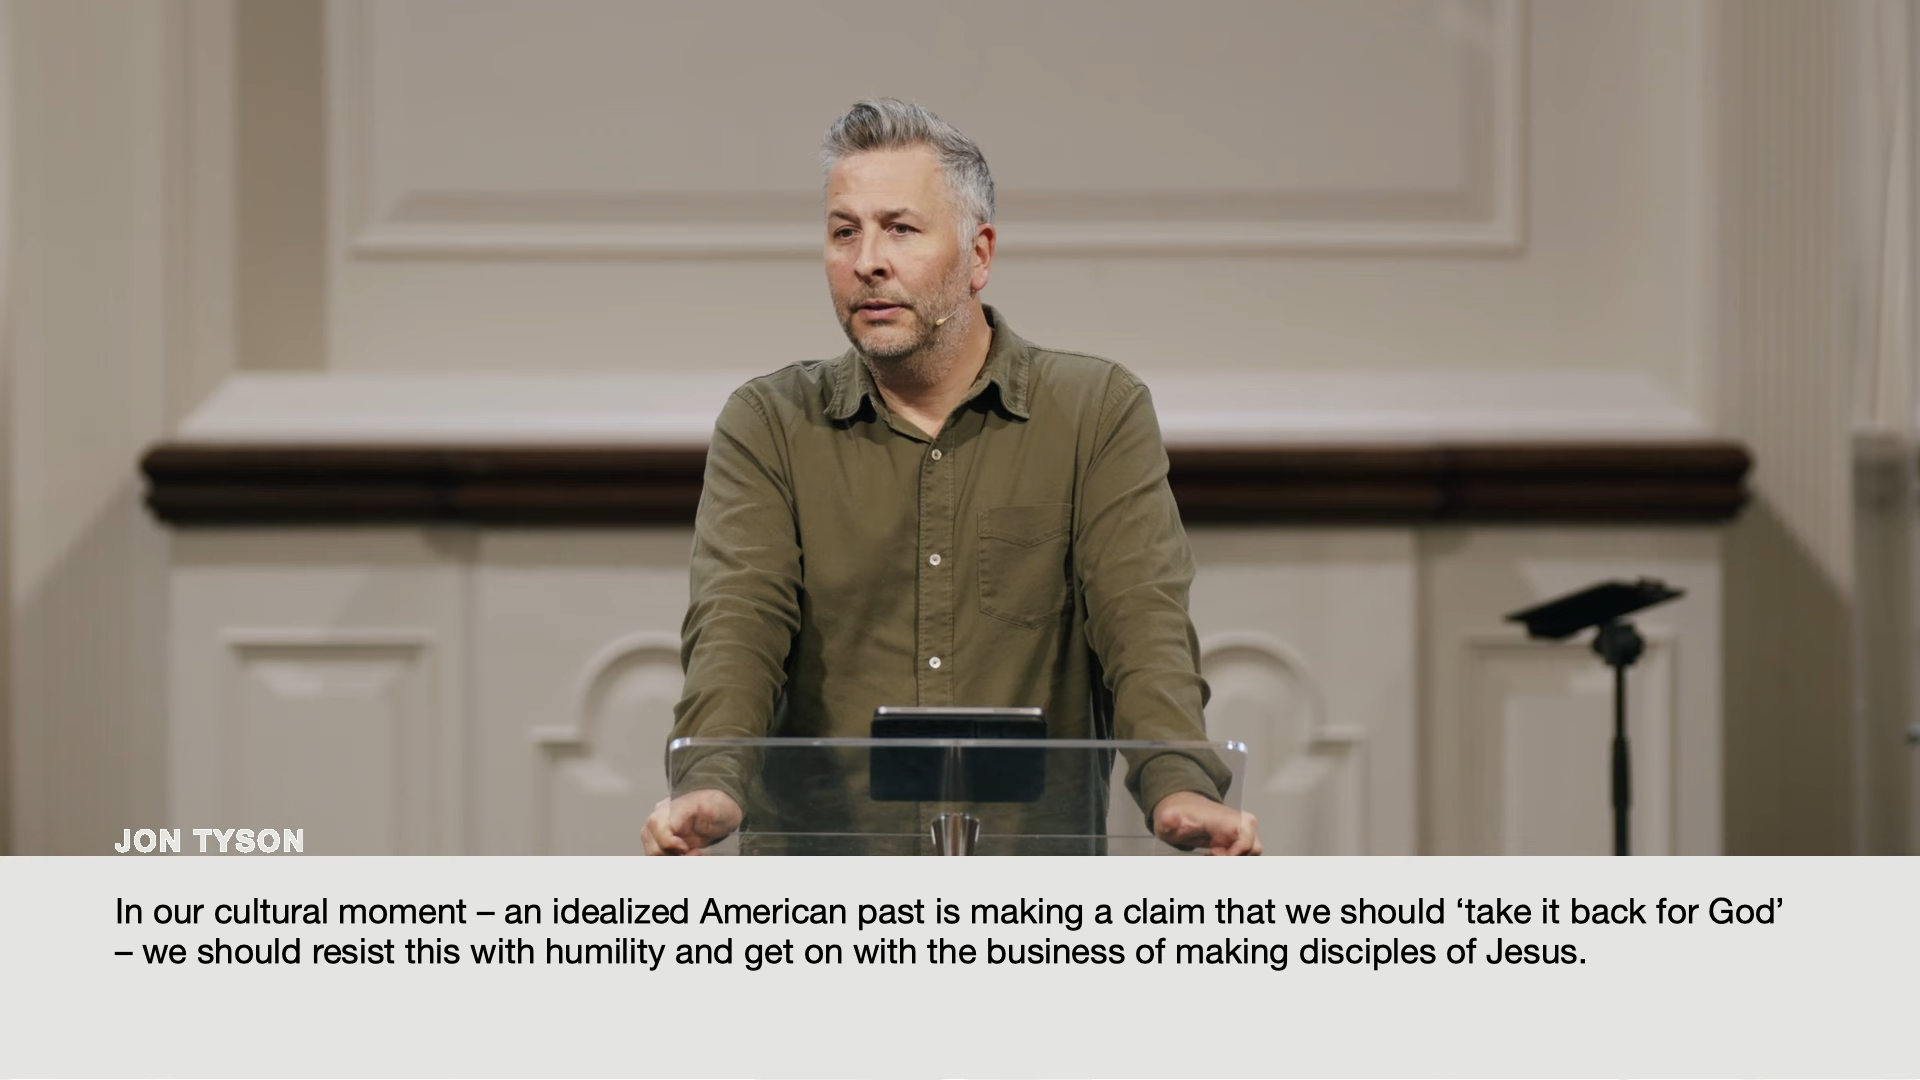 JON TYSON
In our cultural moment – an idealized American past is making a claim that we should ‘take it back for God’
– we should resist this with humility and get on with the business of making disciples of Jesus.